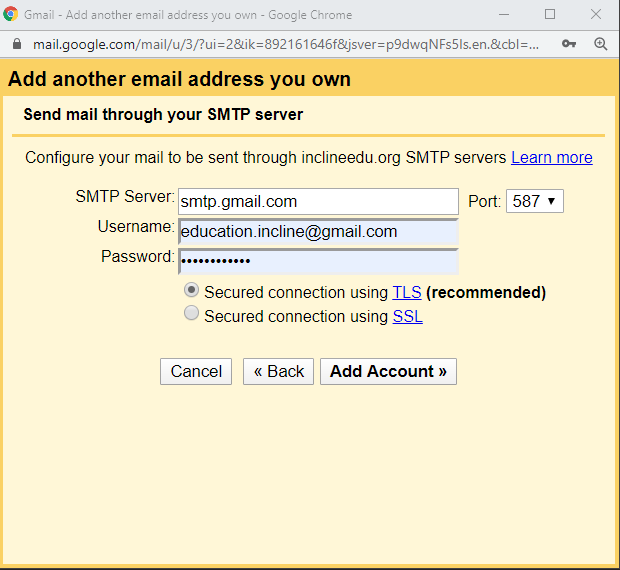 Gmail - Add another email address you own - Google Chrome
mail.google.com/mail/u/3/?ui=2&ik=892161646f&jsver=p9dwqNFs5ls.en.&cbl=...
Add another email address you own
Send mail through your SMTP server
Configure your mail to be sent through inclineedu.org SMTP servers Learn more
SMTP Server: smtp.gmail.com Port: 587
Username: education.incline@gmail.com
Password: ••••••••••••
Secured connection using TLS (recommended)
Secured connection using SSL
Cancel « Back Add Account »